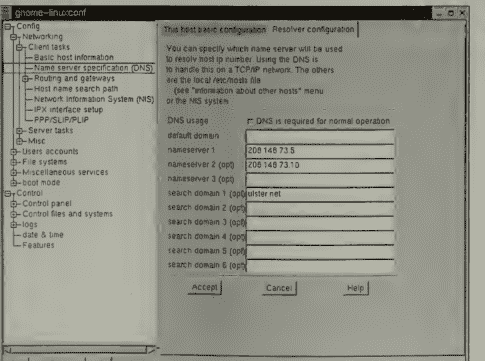 gnome-linuxconf
Config
Networking
Client tasks
Basic host information
Name server specification (DNS)
Routing and gateways
Host name search path
Network Information System (NIS)
IPX interface setup
PPP/SLIP/PLIP
Server tasks
Misc
Users accounts
File systems
Miscellaneous services
boot mode
Control
Control panel
Control files and systems
logs
date & time
Features
This host basic configuration
Resolver configuration
You can specify which name server will be used
to resolve host ip number. Using the DNS is
to handle this on a TCP/IP network. The others
are the local /etc/hosts file
(see "information about other hosts" menu
or the NIS system
DNS usage
DNS is required for normal operation
default domain
nameserver 1
208 148 73.5
nameserver 2 (opt)
208 148 73.10
nameserver 3 (opt)
search domain 1 (opt)
ulster net
search domain 2 (opt)
search domain 3 (opt)
search domain 4 (opt)
search domain 5 (opt)
search domain 6 (opt)
Accept
Cancel
Help